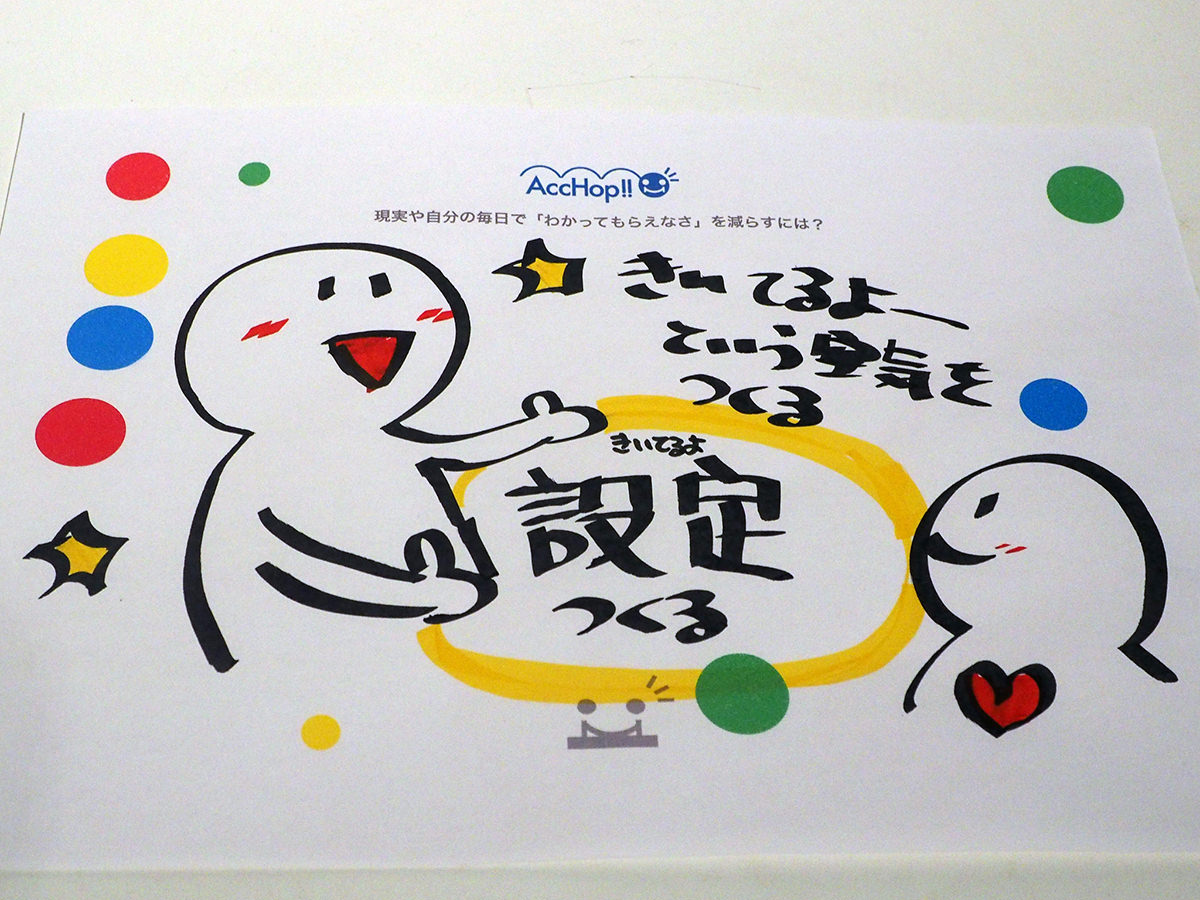 AccHop!!
現実や自分の毎日で「わかってもらえなさ」を減らすには？
きいてるよー
という空気を
つくる
きいてるよ
設定
つくる